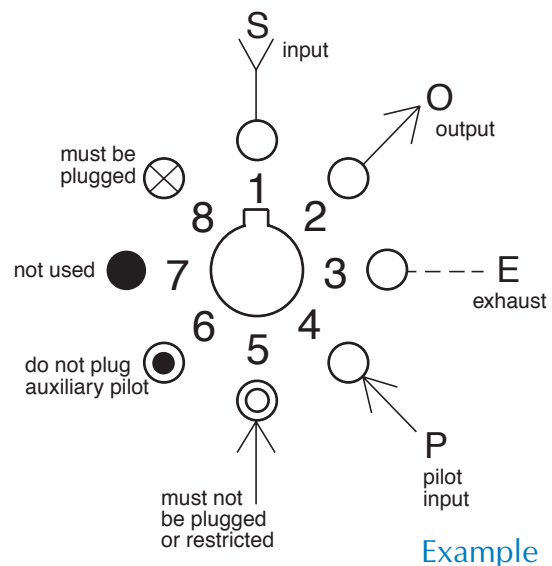 S
input
O
output
must be
plugged
1
8
2
not used
7
3
E
exhaust
6
4
do not plug
auxiliary pilot
5
P
pilot
input
must not
be plugged
or restricted
Example